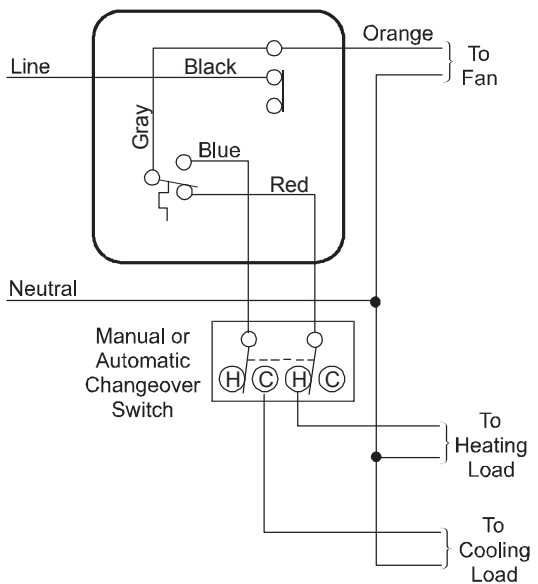 Orange
To
Fan
Line
Black
Gray
Blue
Red
Neutral
Manual or
Automatic
Changeover
Switch
H C H C
To
Heating
Load
To
Cooling
Load